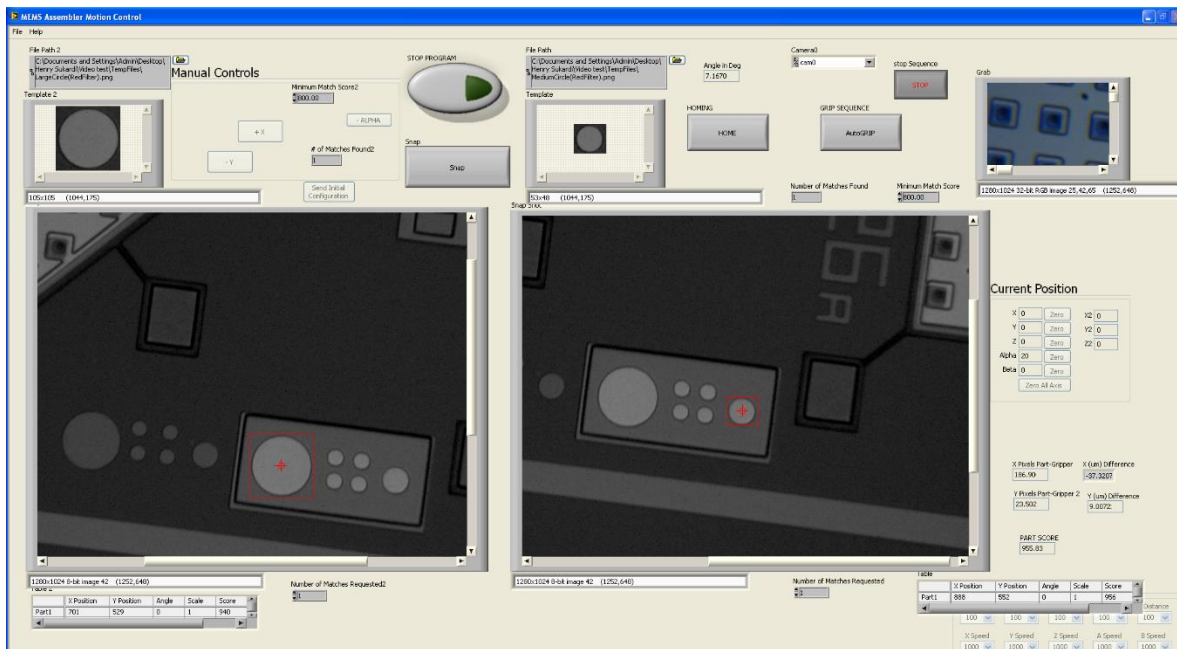 MEMS Assembler Motion Control
File Help
File Path 2
C:\Documents and Settings\Admin\Desktop\
Henry Sukardi\Video test\TempFiles\
LargeCircle(RedFilter).png
Manual Controls
Template 2
Minimum Match Score2
800.00
+ X
- ALPHA
- Y
# of Matches Found2
1
Send Initial
Configuration
105x105 (1044,175)
STOP PROGRAM
Snap
Snap
File Path
C:\Documents and Settings\Admin\Desktop\
Henry Sukardi\Video test\TempFiles\
MediumCircle(RedFilter).png
Template
53x48 (1044,175)
Angle in Deg
7.1670
HOMING
HOME
Camera0
cam0
stop Sequence
STOP
GRIP SEQUENCE
AutoGRIP
Number of Matches Found
1
Minimum Match Score
800.00
Grab
1280x1024 32-bit RGB image 25,42,65 (1252,648)
Snap Shot
Current Position
X 0 Zero X2 0
Y 0 Zero Y2 0
Z 0 Zero Z2 0
Alpha 20 Zero
Beta 0 Zero
Zero All Axis
X Pixels Part-Gripper X (um) Difference
186.90 -37.3207
Y Pixels Part-Gripper 2 Y (um) Difference
23.502 9.0072
PART SCORE
955.83
1280x1024 8-bit image 42 (1252,648)
Number of Matches Requested2
1
Table 2
X Position Y Position Angle Scale Score
Part1 701 529 0 1 940
1280x1024 8-bit image 42 (1252,648)
Number of Matches Requested
1
Table
X Position Y Position Angle Scale Score
Part1 888 552 0 1 956
Distance
100 100 100 100 100
X Speed Y Speed Z Speed A Speed B Speed
1000 1000 1000 1000 1000